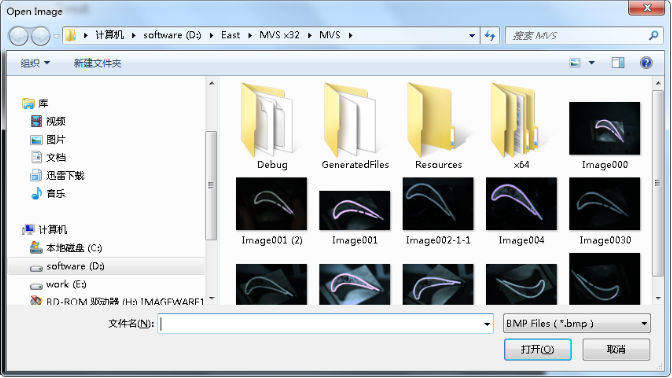 Open Image
计算机 ▸ software (D:) ▸ East ▸ MVS x32 ▸ MVS ▸
搜索 MVS
组织 新建文件夹
库
视频
图片
文档
迅雷下载
音乐
计算机
本地磁盘 (C:)
software (D:)
work (E:)
BD-ROM 驱动器 (H:) IMAGEWARE1
Debug GeneratedFiles Resources x64 Image000
Image001 (2) Image001 Image002-1-1 Image004 Image0030
文件名(N): BMP Files ( *.bmp )
打开(O) 取消